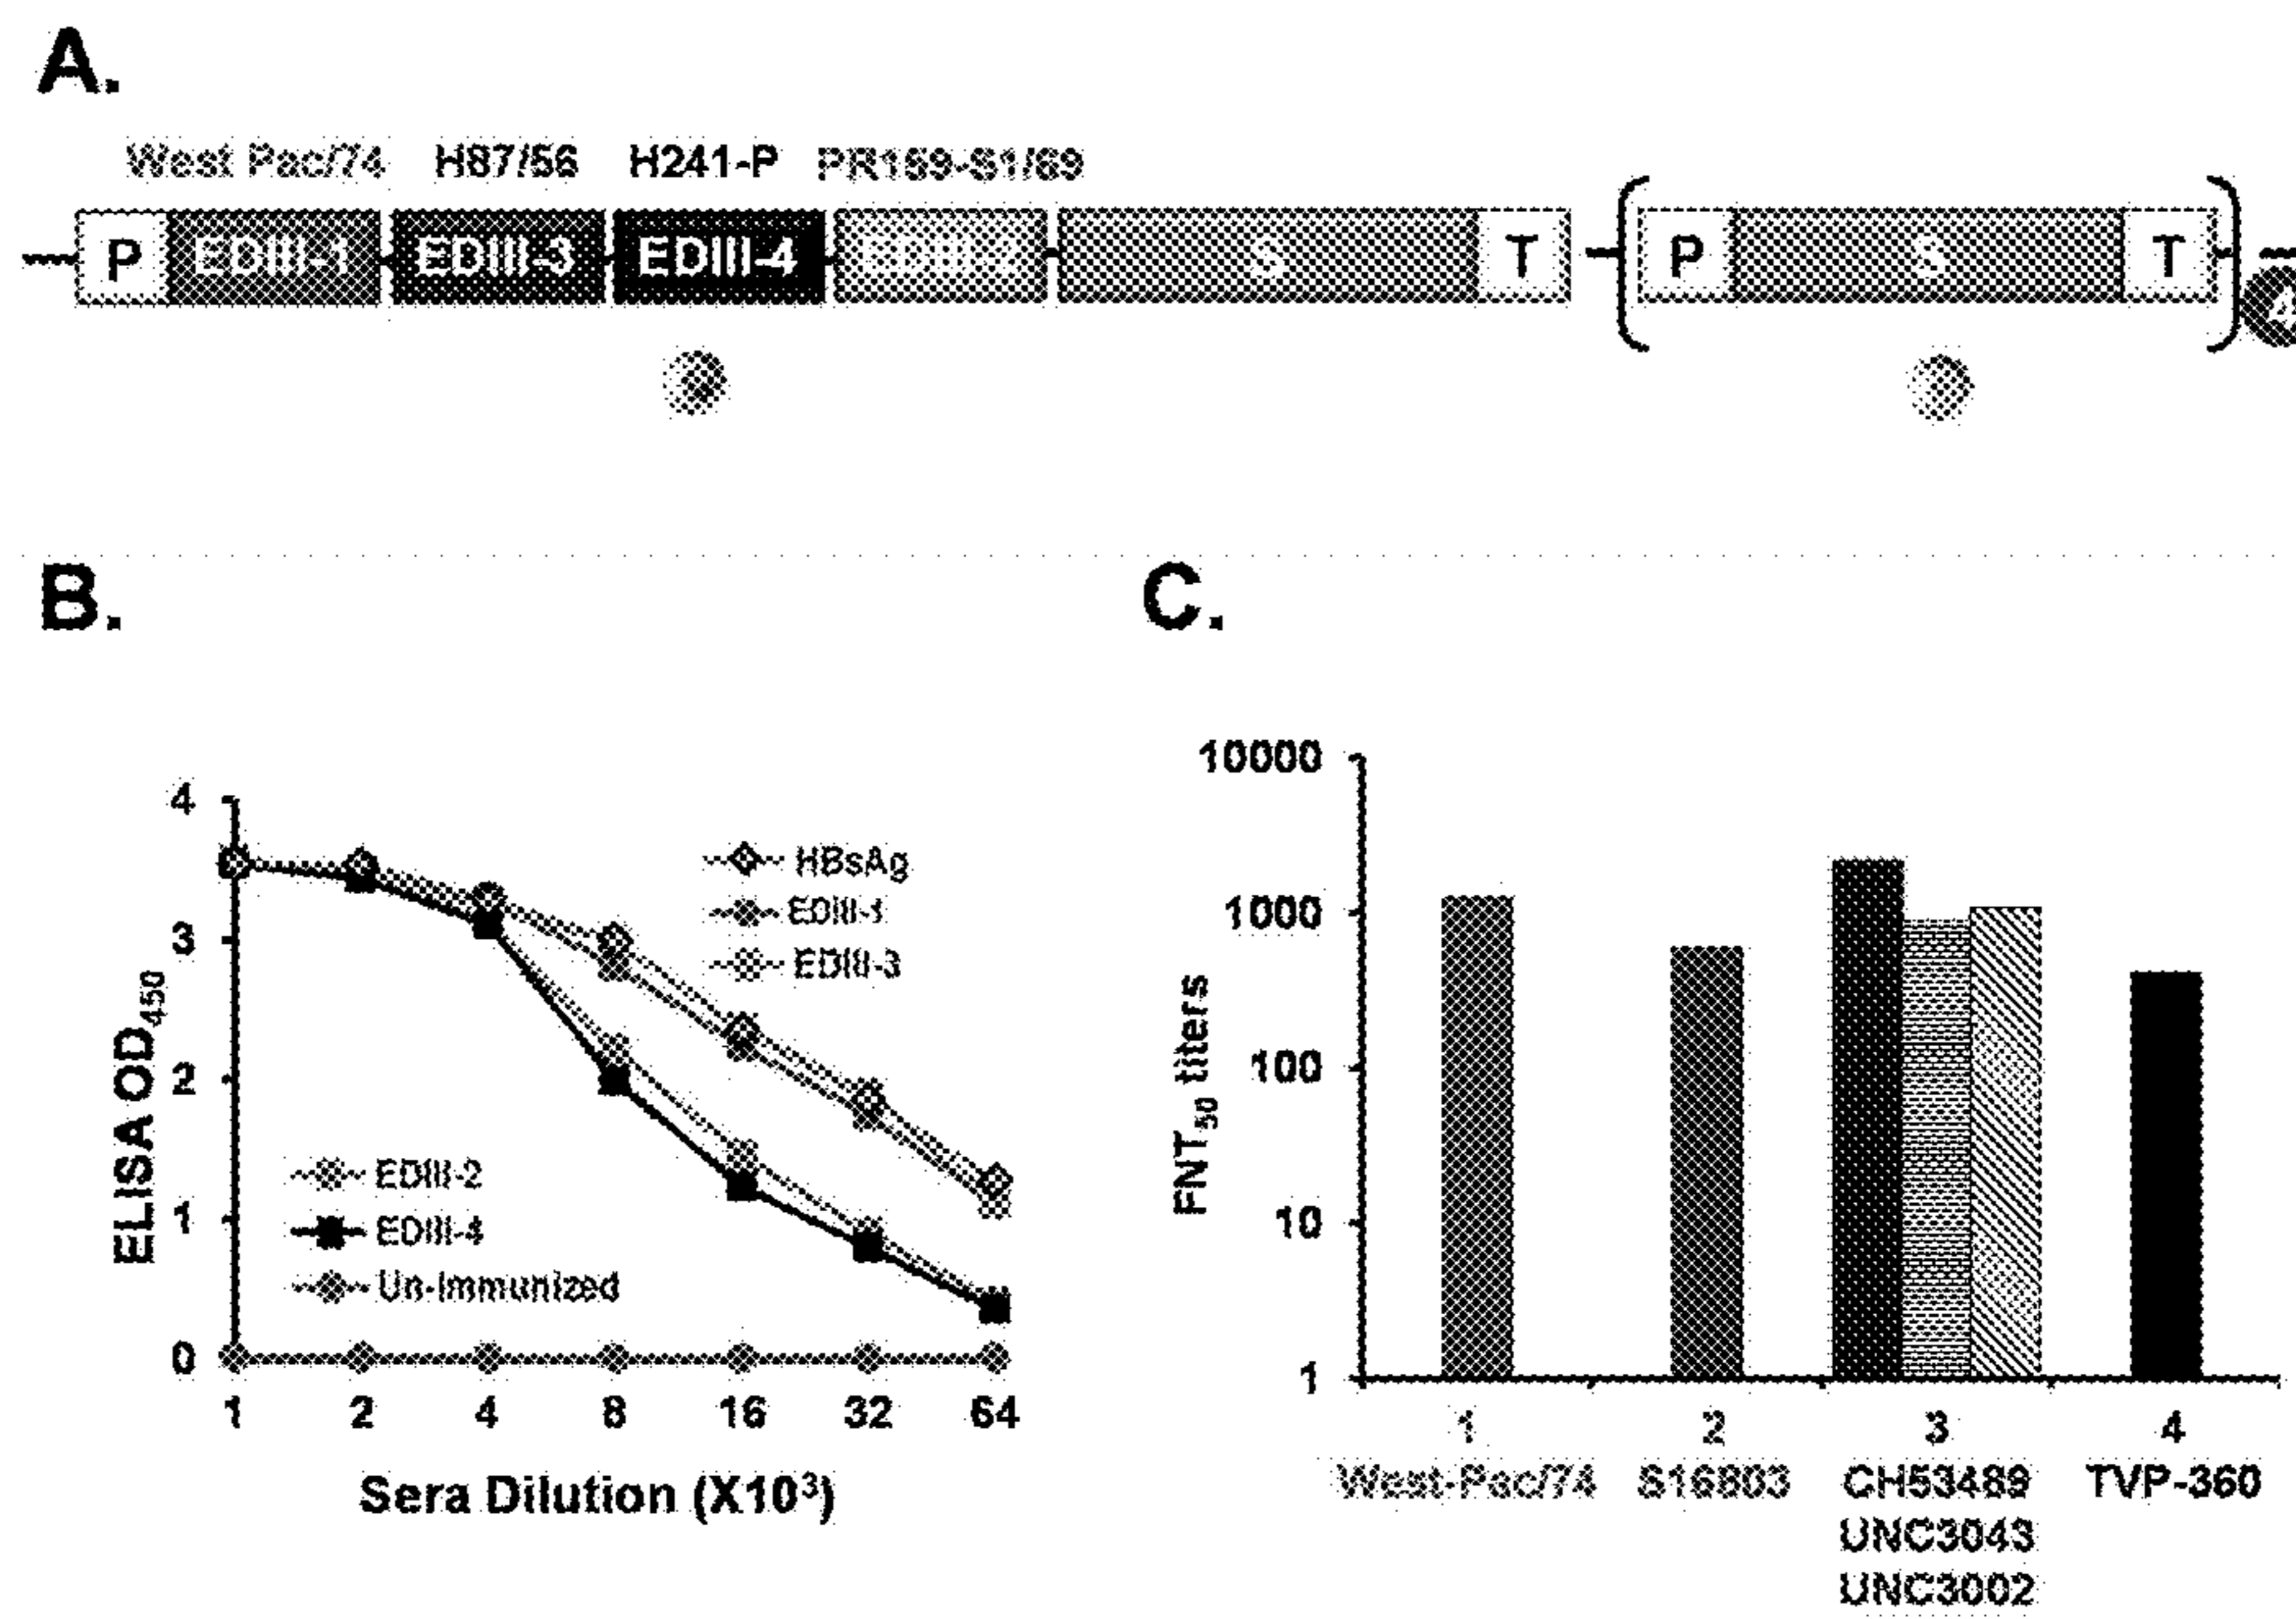 A.
West Pac/74 H87/56 H241-P PR159-S1/69
P EDIII-1 EDIII-3 EDIII-4 EDIII-2 S T P S T 4
B.
C.
ELISA OD450
4
3
2
1
0
HBsAg
EDIII-1
EDIII-3
EDIII-2
EDIII-4
Un-Immunized
1 2 4 8 16 32 64
Sera Dilution (X10³)
FNT50 titers
10000
1000
100
10
1
1 2 3 4
West-Pac/74 S16803 CH53489 TVP-360
UNC3043
UNC3002